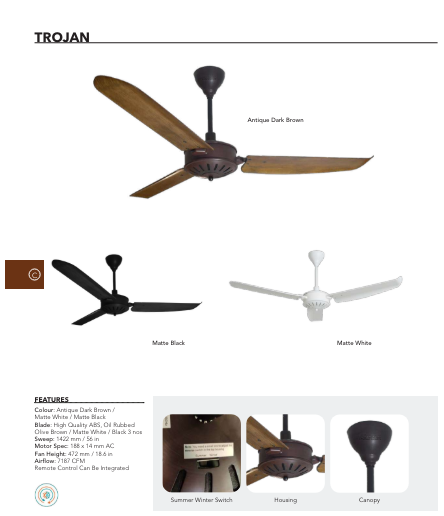 TROJAN
Antique Dark Brown
C
Matte Black
Matte White
FEATURES
Colour: Antique Dark Brown /
Matte White / Matte Black
Blade: High Quality ABS, Oil Rubbed
Olive Brown / Matte White / Black 3 nos
Sweep: 1422 mm / 56 in
Motor Spec: 188 x 14 mm AC
Fan Height: 472 mm / 18.6 in
Airflow: 7187 CFM
Remote Control Can Be Integrated
Summer Winter Switch
Housing
Canopy